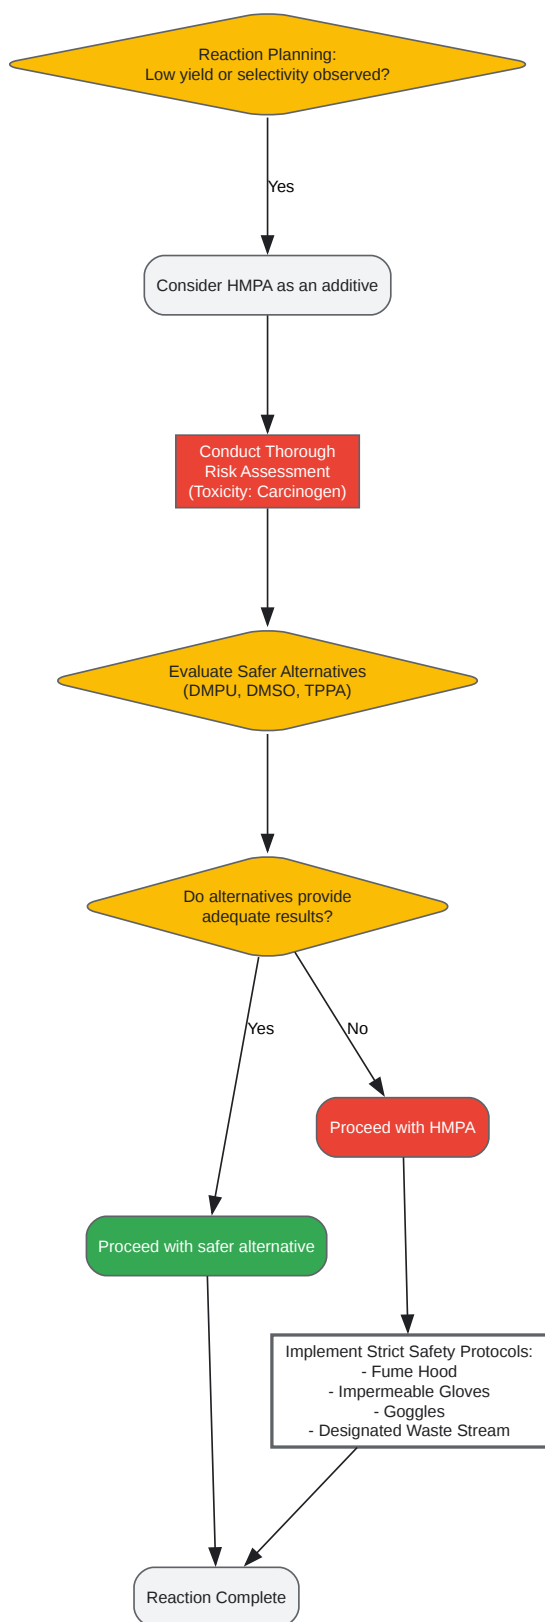 Reaction Planning:
Low yield or selectivity observed?
Yes
Consider HMPA as an additive
Conduct Thorough
Risk Assessment
(Toxicity: Carcinogen)
Evaluate Safer Alternatives
(DMPU, DMSO, TPPA)
Do alternatives provide
adequate results?
Yes
No
Proceed with HMPA
Proceed with safer alternative
Implement Strict Safety Protocols:
- Fume Hood
- Impermeable Gloves
- Goggles
- Designated Waste Stream
Reaction Complete